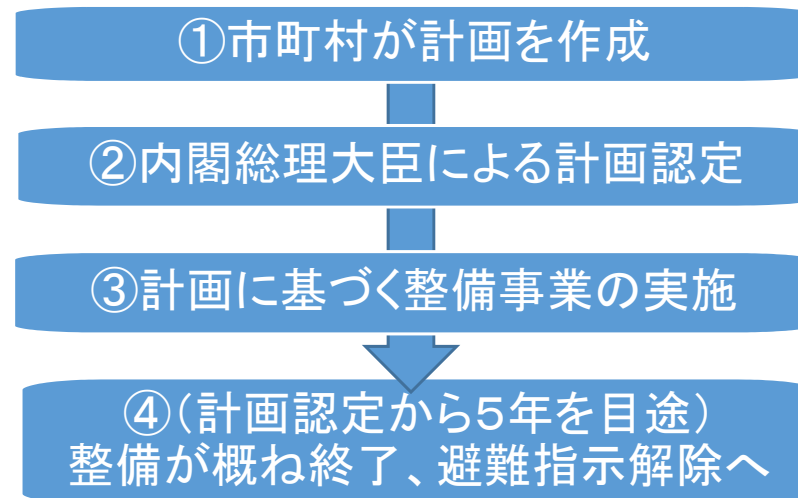 ①市町村が計画を作成
②内閣総理大臣による計画認定
③計画に基づく整備事業の実施
④(計画認定から5年を目途)
整備が概ね終了、避難指示解除へ